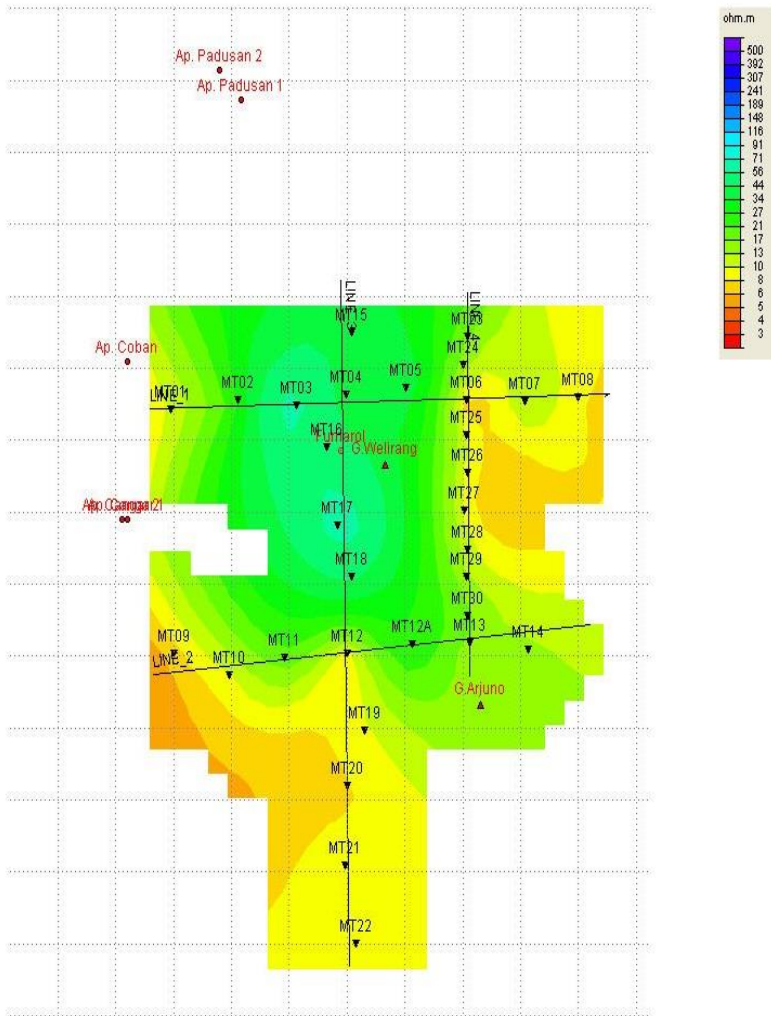 ohm.m
500
392
307
241
189
148
116
91
71
56
44
34
27
21
17
13
10
8
6
5
4
3
Ap. Padusan 2
Ap. Padusan 1
MT15
MT23
Ap. Coban
MT24
MT05
MT02
MT03
MT04
MT06
MT07
MT08
LINE_1
MT01
MT25
MT16
Fumarol
G.Welirang
MT26
MT27
MT17
MT28
MT18
MT29
MT30
MT09
MT11
MT12
MT12A
MT13
MT14
LINE_2
MT10
G.Arjuno
MT19
MT20
MT21
MT22